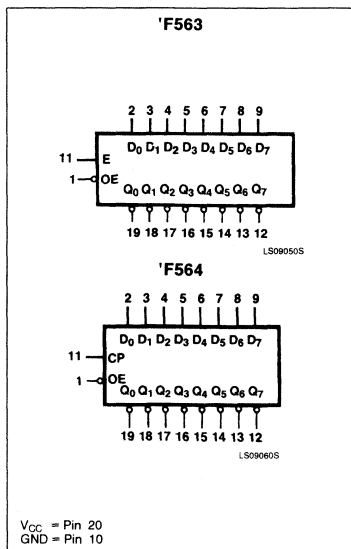 'F563
2 3 4 5 6 7 8 9
D0 D1 D2 D3 D4 D5 D6 D7
11 E
1 OE
Q0 Q1 Q2 Q3 Q4 Q5 Q6 Q7
19 18 17 16 15 14 13 12
LS09050S
'F564
2 3 4 5 6 7 8 9
D0 D1 D2 D3 D4 D5 D6 D7
11 CP
1 OE
Q0 Q1 Q2 Q3 Q4 Q5 Q6 Q7
19 18 17 16 15 14 13 12
LS09060S
VCC = Pin 20
GND = Pin 10